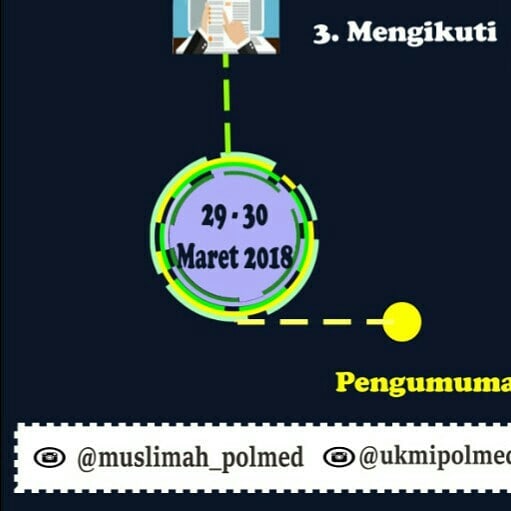 3. Mengikuti
29 - 30
Maret 2018
Pengumuma
@muslimah_polmed @ukmipolmed